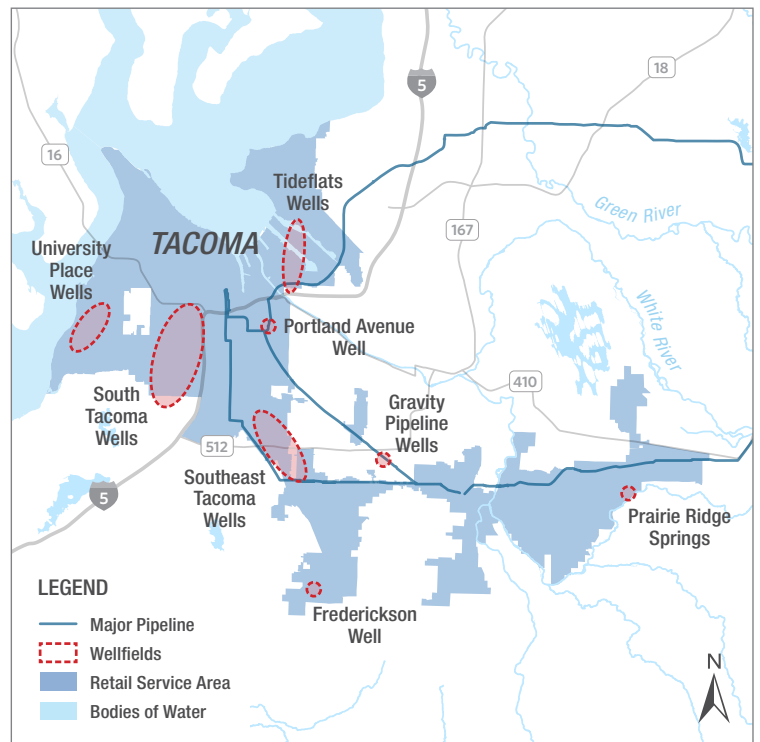 5
18
16
Tideflats
Wells
Green River
TACOMA
167
University
Place
Wells
White River
Portland Avenue
Well
410
South
Tacoma
Wells
Gravity
Pipeline
Wells
512
Southeast
Tacoma
Wells
5
Prairie Ridge
Springs
LEGEND
Major Pipeline
Wellfields
Retail Service Area
Bodies of Water
Frederickson
Well
N